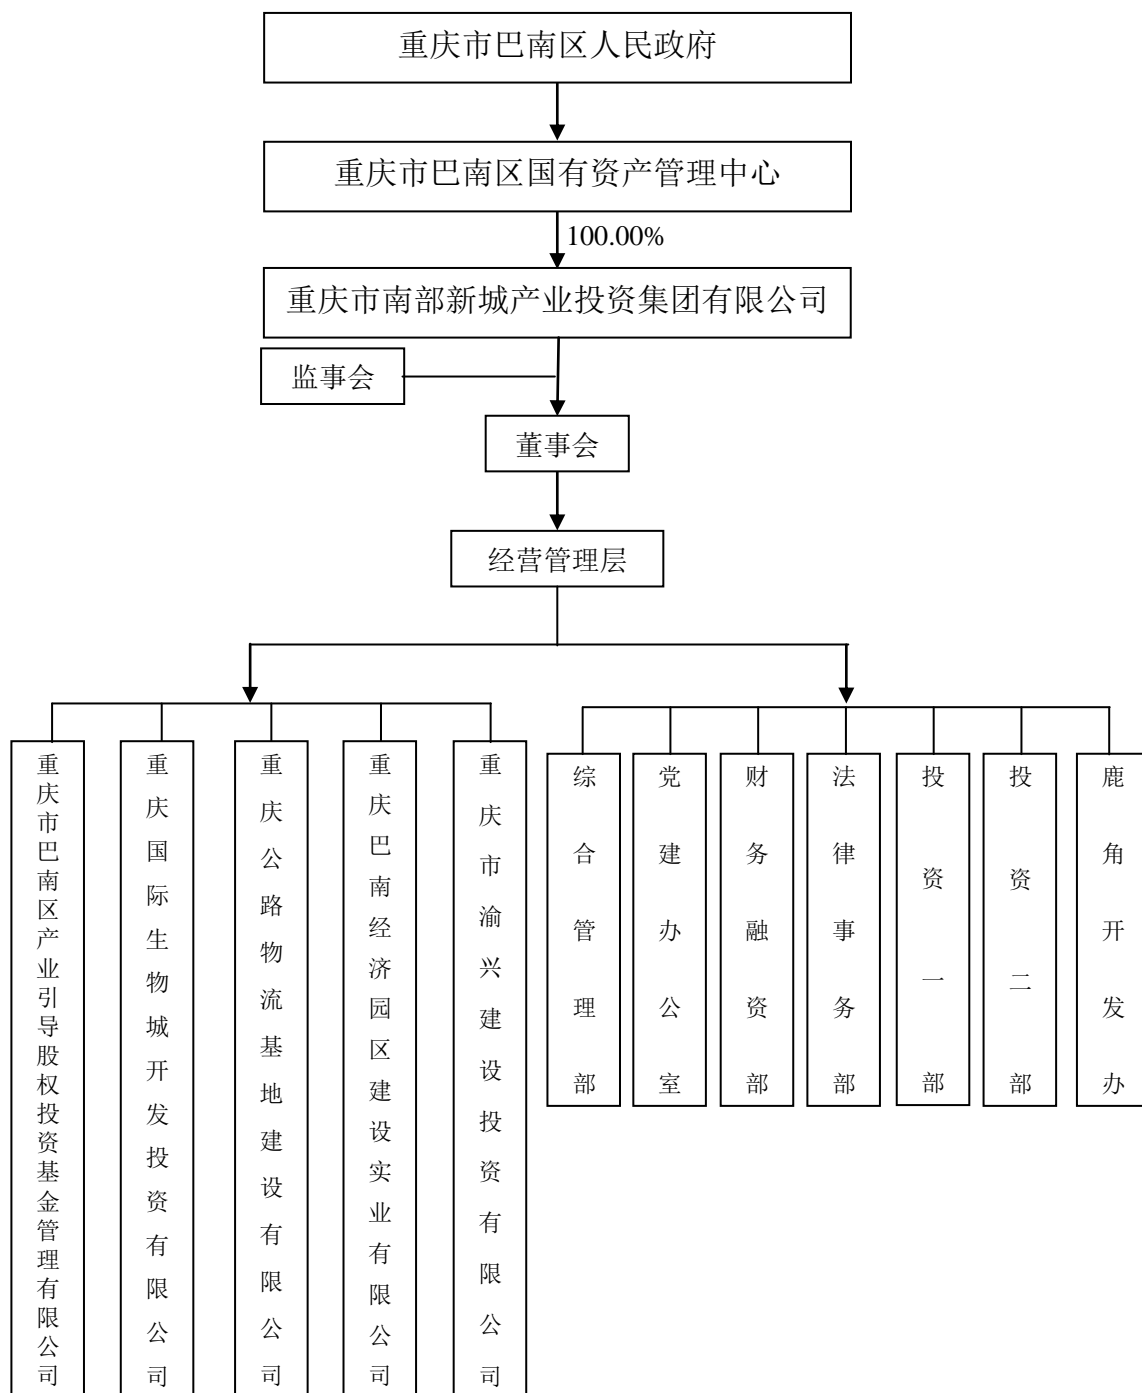 重庆市巴南区人民政府
重庆市巴南区国有资产管理中心
100.00%
重庆市南部新城产业投资集团有限公司
监事会
董事会
经营管理层
重庆市巴南区产业引导股权投资基金管理有限公司
重庆国际生物城开发投资有限公司
重庆公路物流基地建设有限公司
重庆巴南经济园区建设实业有限公司
重庆市渝兴建设投资有限公司
综合管理部
党建办公室
财务融资部
法律事务部
投资一部
投资二部
鹿角开发办